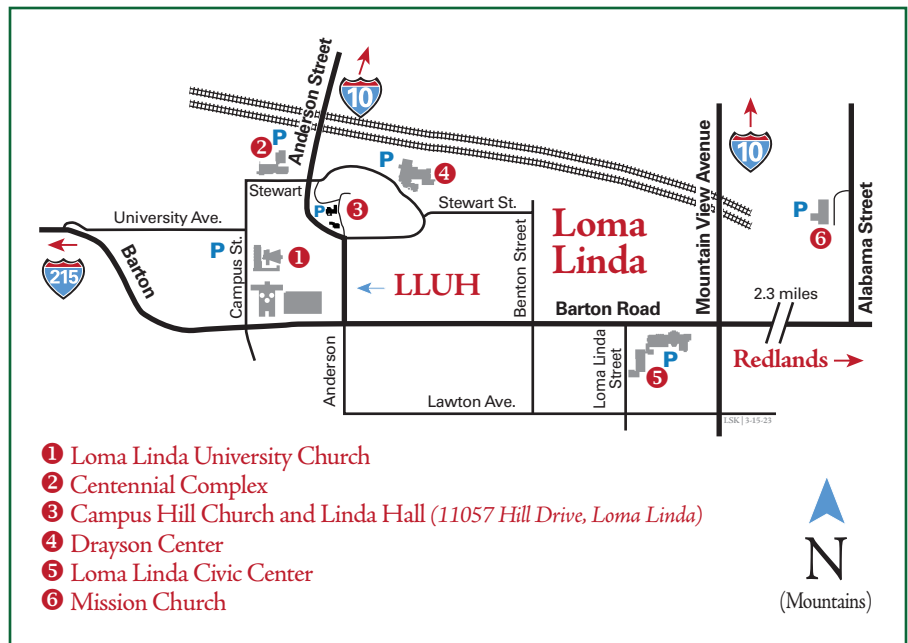 Anderson Street
10
P
2
Stewart
P
3
P
4
Stewart St.
University Ave.
215
Barton
Campus St.
P
1
LLUH
Benton Street
Loma
Linda
Barton Road
Mountain View Avenue
10
P
6
Alabama Street
2.3 miles
Redlands
Anderson
Lawton Ave.
Loma Linda
Street
P
5
LSK | 3-15-23
1 Loma Linda University Church
2 Centennial Complex
3 Campus Hill Church and Linda Hall (11057 Hill Drive, Loma Linda)
4 Drayson Center
5 Loma Linda Civic Center
6 Mission Church
N
(Mountains)